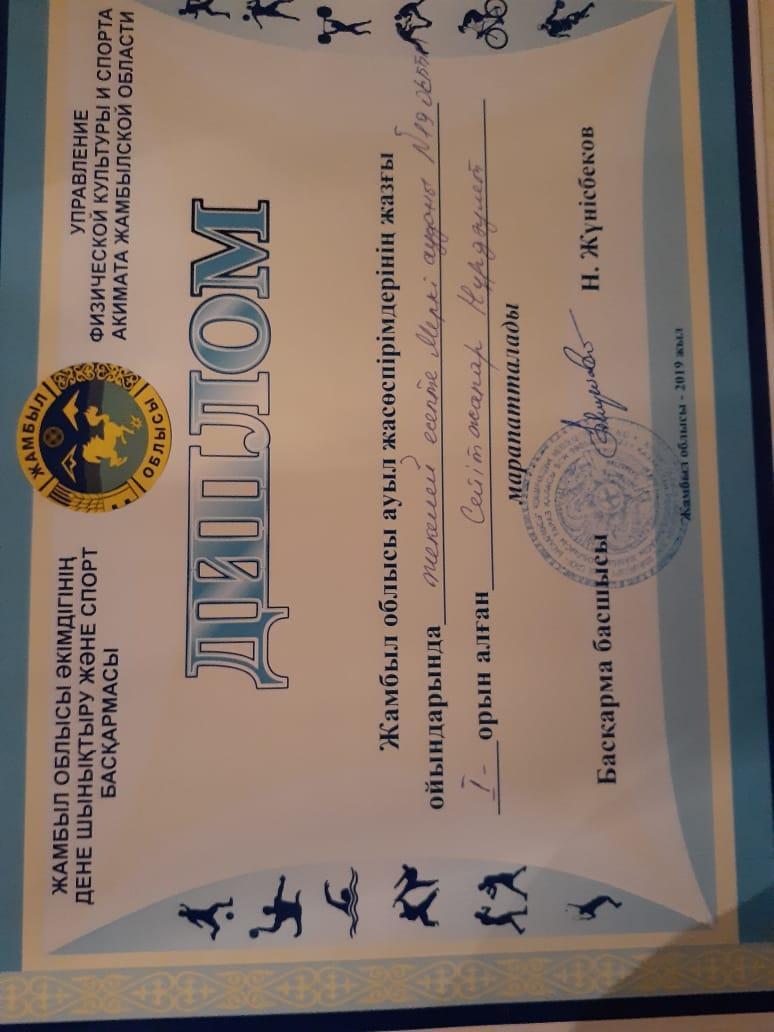 ЖАМБЫЛ ОБЛЫСЫ ӘКІМДІГІНІҢ
ДЕНЕ ШЫНЫҚТЫРУ ЖӘНЕ СПОРТ
БАСҚАРМАСЫ
ЖАМБЫЛ
ОБЛЫСЫ
УПРАВЛЕНИЕ
ФИЗИЧЕСКОЙ КУЛЬТУРЫ И СПОРТА
АКИМАТА ЖАМБЫЛСКОЙ ОБЛАСТИ
ДИПЛОМ
Жамбыл облысы ауыл жасөспірімдерінің жазғы
ойындарында жекелей есепте Меркі ауданы №19
I - орын алған Сейітжапар Нұрдәулет
марапатталады
Басқарма басшысы Н. Жүнісбеков
Жамбыл облысы - 2019 жыл